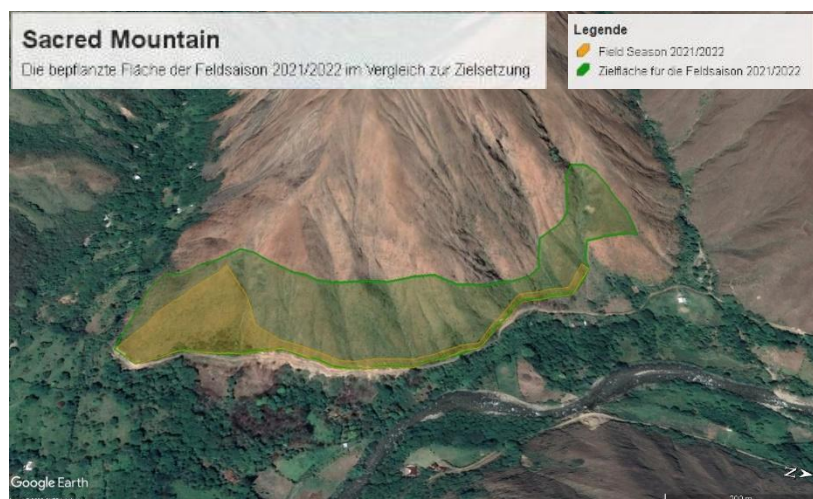 Sacred Mountain
Die bepflanzte Fläche der Feldsaison 2021/2022 im Vergleich zur Zielsetzung
Legende
Field Season 2021/2022
Zielfläche für die Feldsaison 2021/2022
Google Earth
N